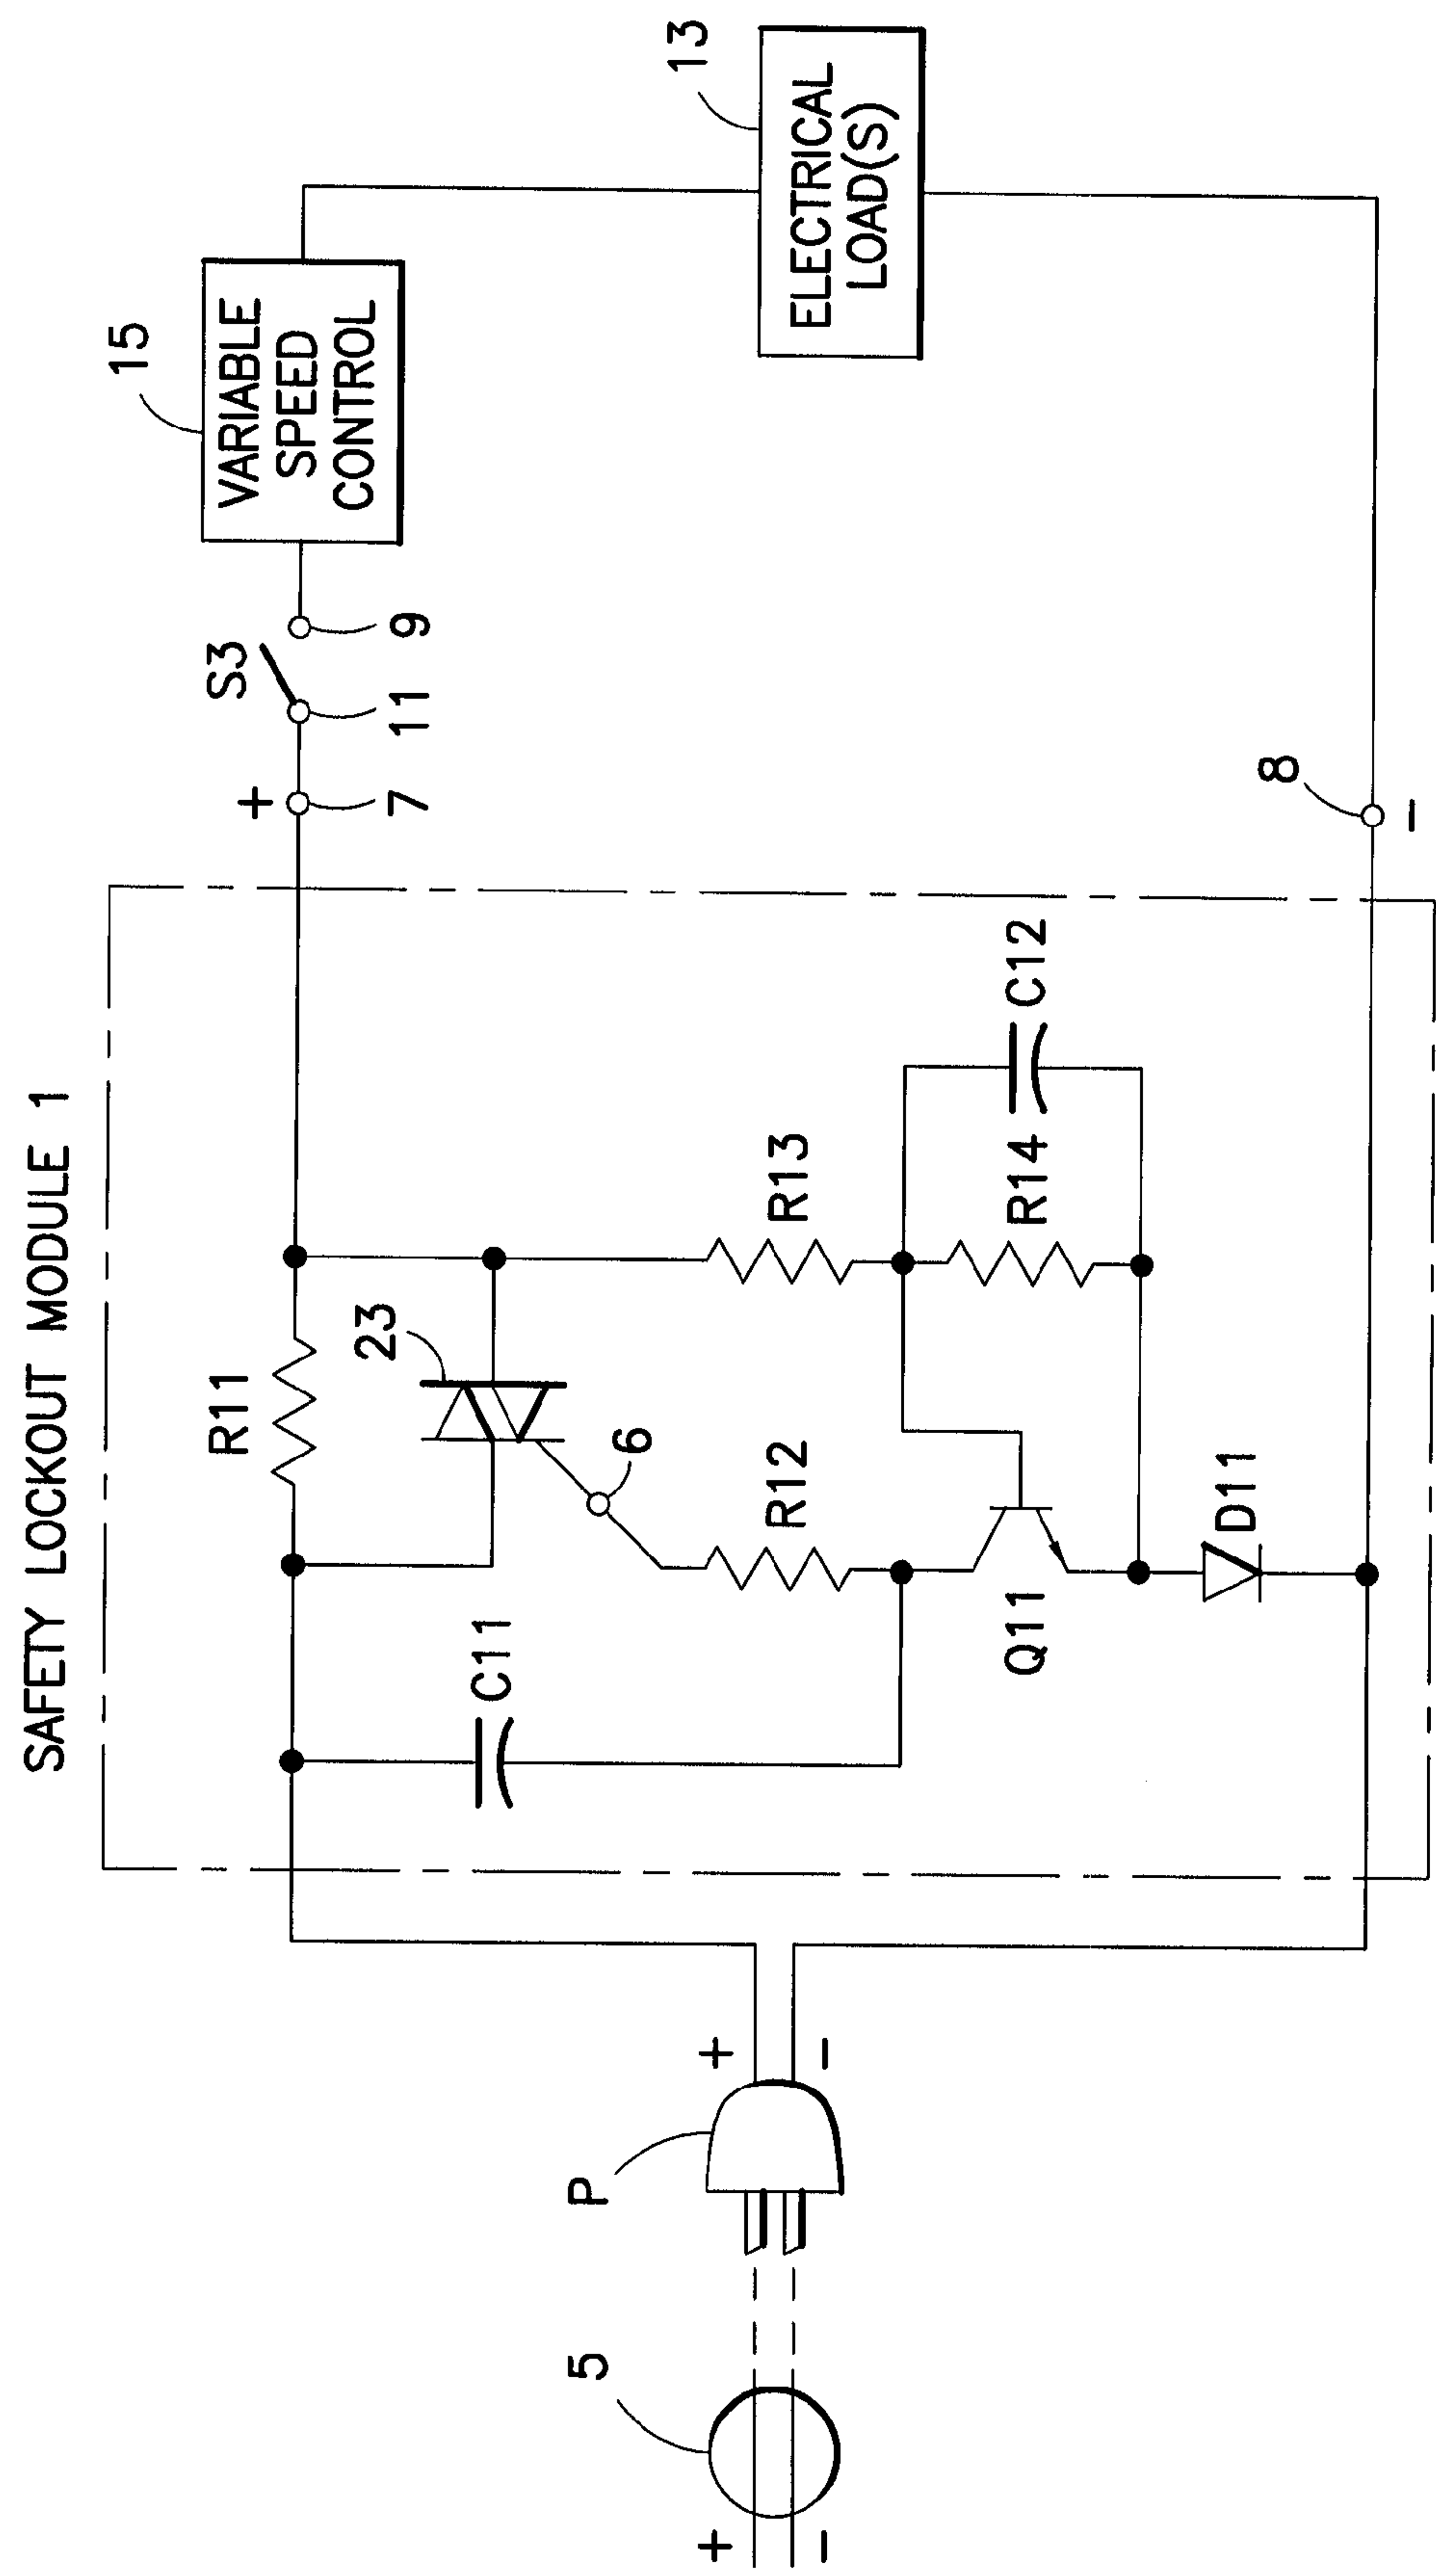 SAFETY LOCKOUT MODULE 1
R11
+
7
S3
11
9
15
VARIABLE
SPEED
CONTROL
13
ELECTRICAL
LOAD(S)
23
6
C11
R12
R13
Q11
R14
C12
D11
8
-
P
+
-
5
+
-